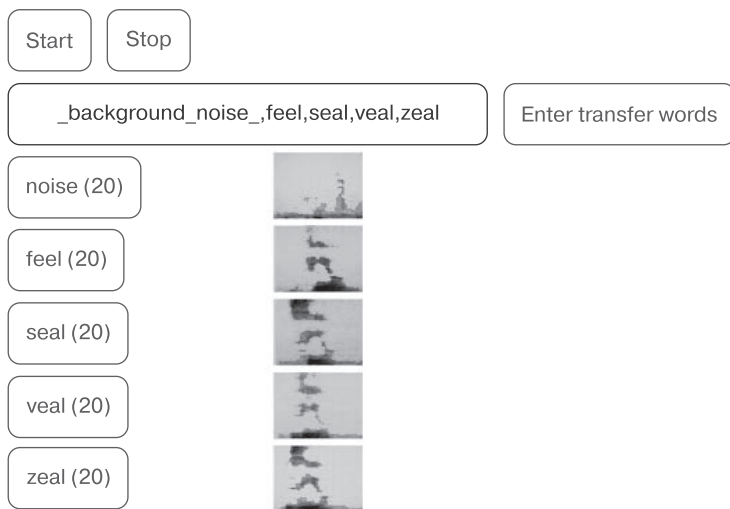 Start Stop
_background_noise_,feel,seal,veal,zeal Enter transfer words
noise (20)
feel (20)
seal (20)
veal (20)
zeal (20)